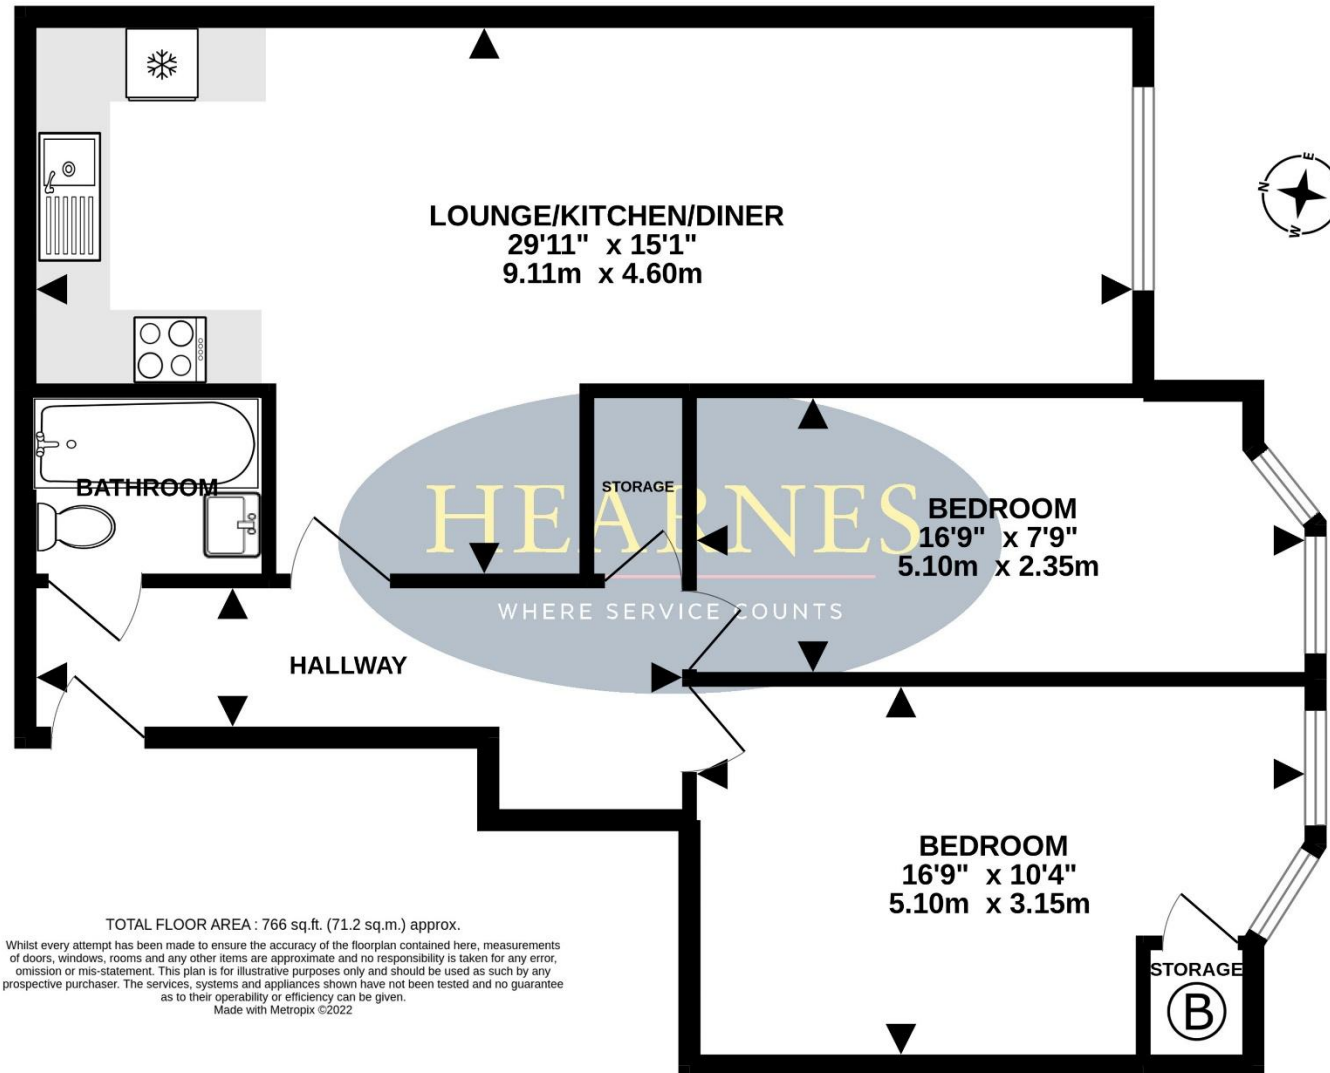 LOUNGE/KITCHEN/DINER
29'11" x 15'1"
9.11m x 4.60m
N
E
W
BATHROOM
STORAGE
HEARNES
WHERE SERVICE COUNTS
BEDROOM
16'9" x 7'9"
5.10m x 2.35m
HALLWAY
BEDROOM
16'9" x 10'4"
5.10m x 3.15m
STORAGE
B
TOTAL FLOOR AREA : 766 sq.ft. (71.2 sq.m.) approx.
Whilst every attempt has been made to ensure the accuracy of the floorplan contained here, measurements
of doors, windows, rooms and any other items are approximate and no responsibility is taken for any error,
omission or mis-statement. This plan is for illustrative purposes only and should be used as such by any
prospective purchaser. The services, systems and appliances shown have not been tested and no guarantee
as to their operability or efficiency can be given.
Made with Metropix ©2022